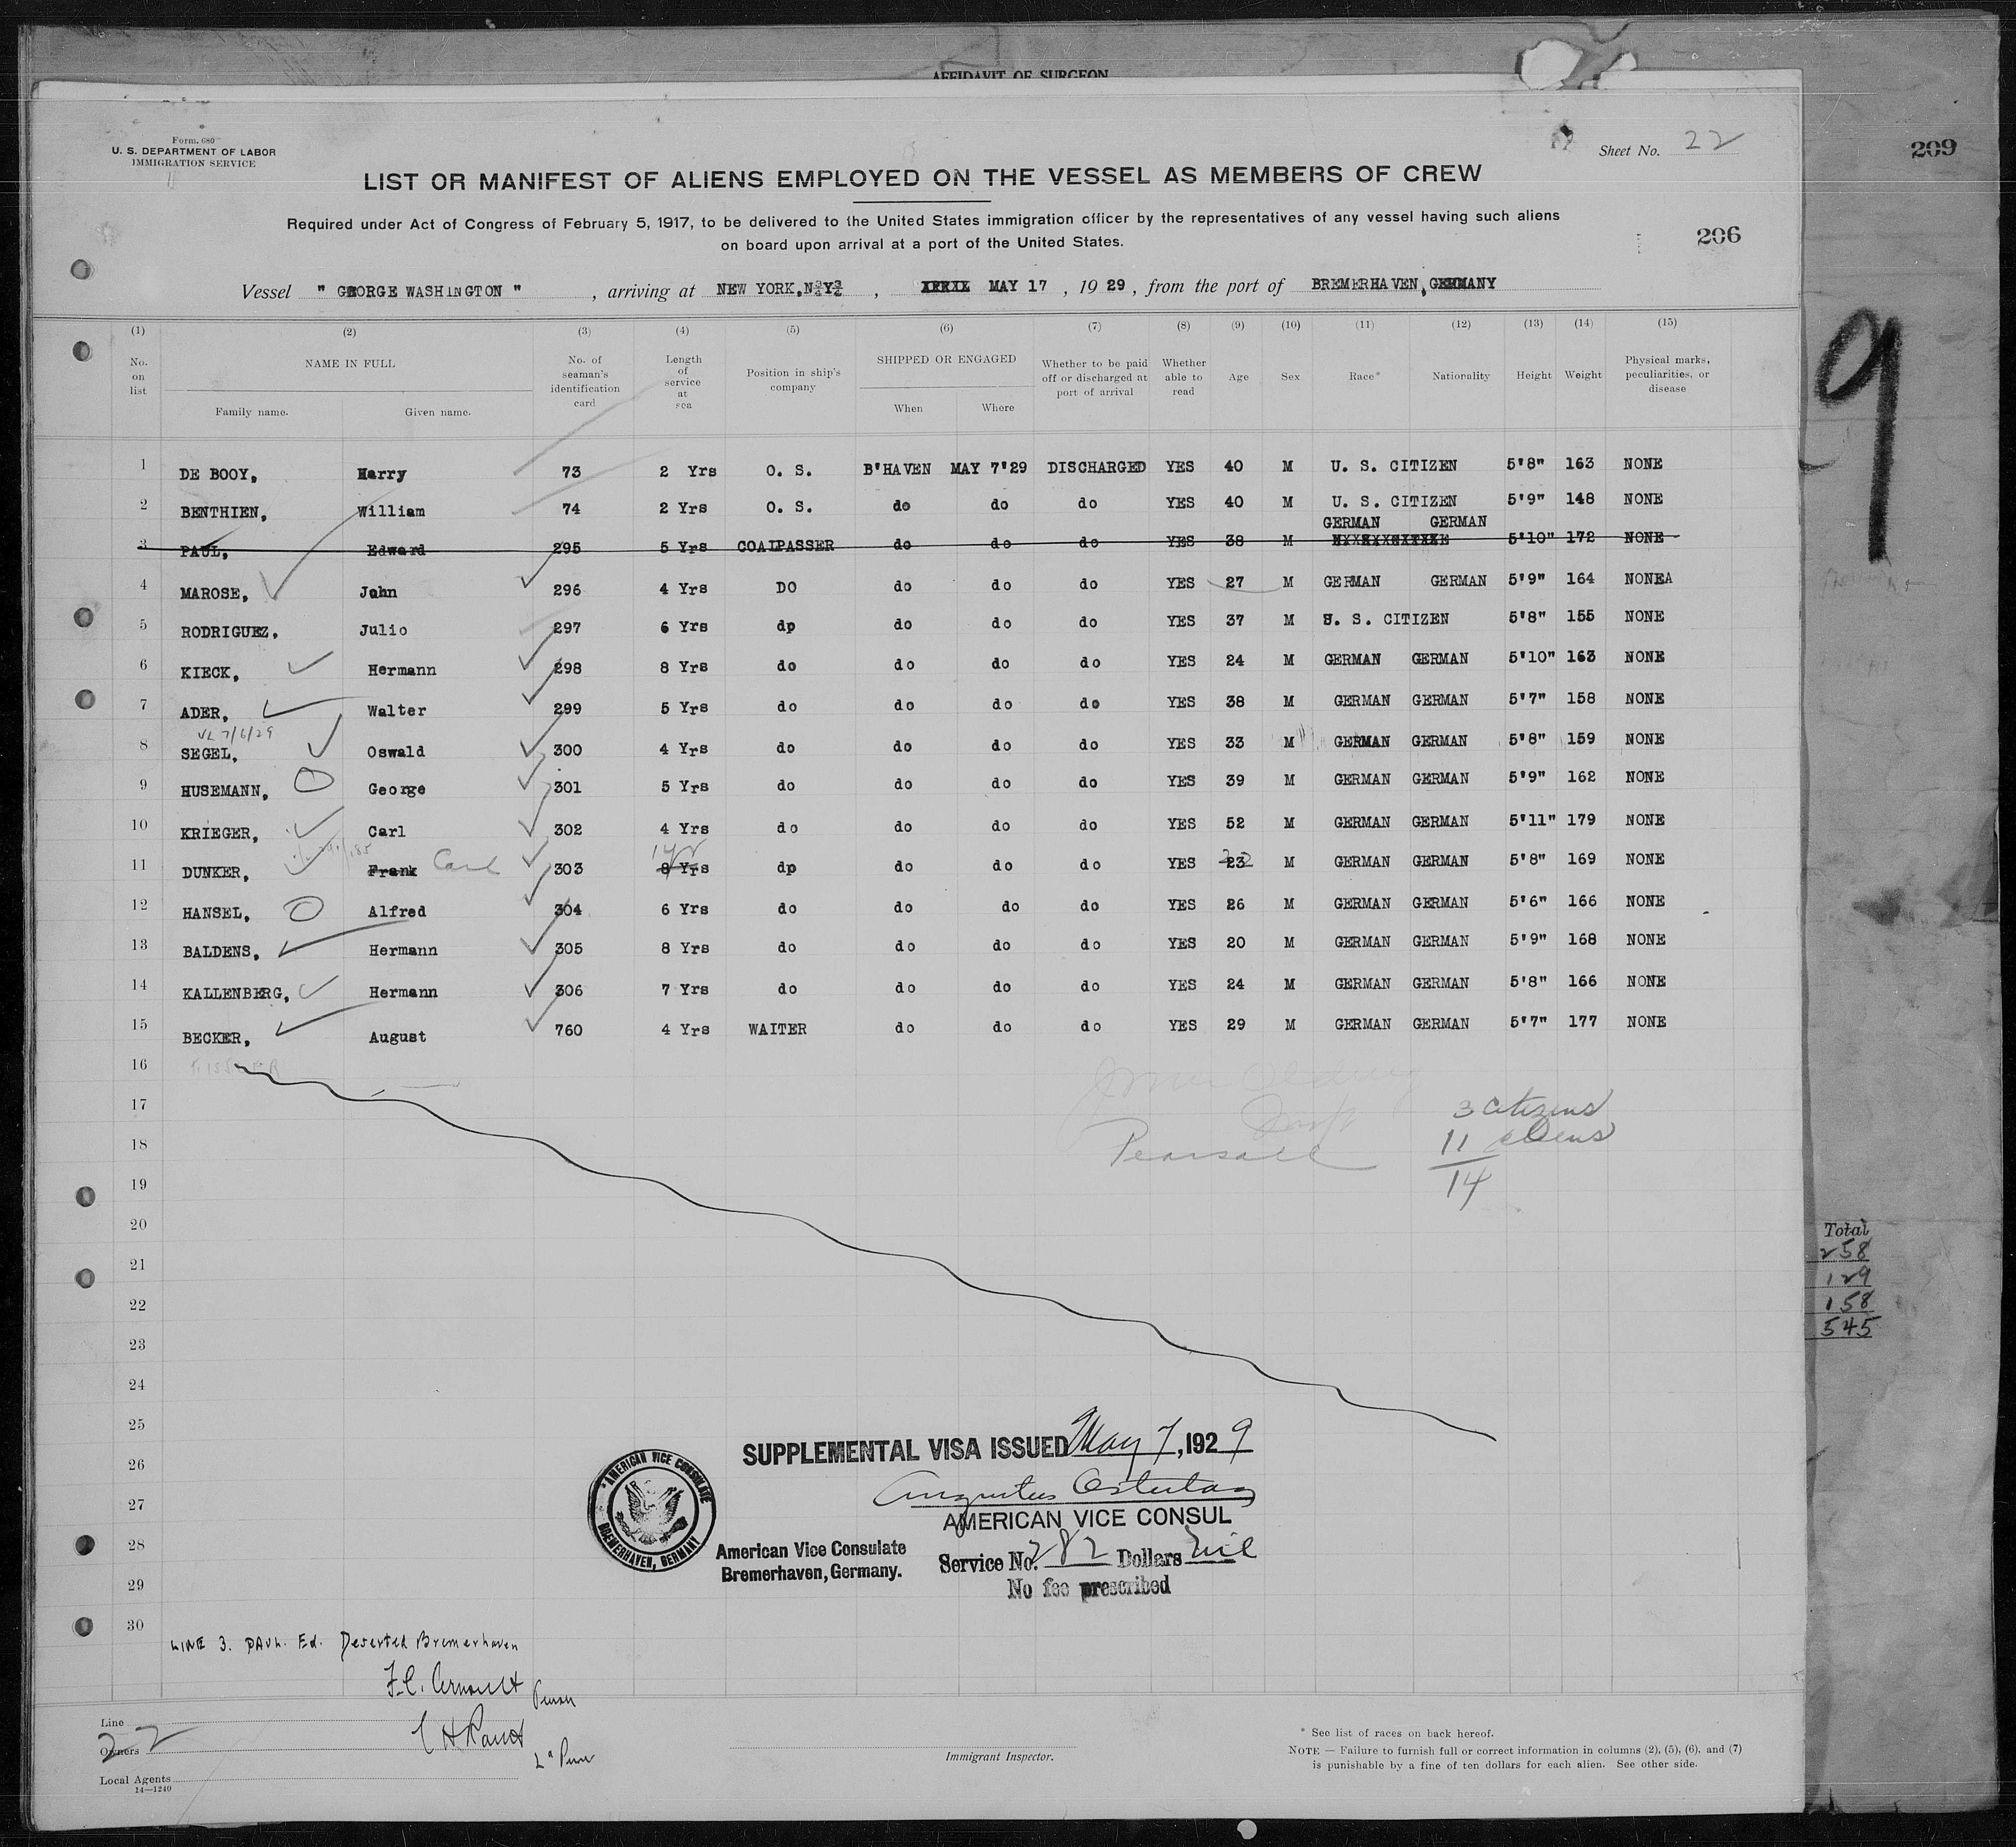 AFFIDAVIT OF SURGEON
Form 680
U. S. DEPARTMENT OF LABOR
IMMIGRATION SERVICE
Sheet No. 22
209
LIST OR MANIFEST OF ALIENS EMPLOYED ON THE VESSEL AS MEMBERS OF CREW
Required under Act of Congress of February 5, 1917, to be delivered to the United States immigration officer by the representatives of any vessel having such aliens
on board upon arrival at a port of the United States.
206
Vessel " GEORGE WASHINGTON " , arriving at NEW YORK, N.Y. , MAY 17 , 19 29 , from the port of BREMERHAVEN, GERMANY
9
(1) (2) (3) (4) (5) (6) (7) (8) (9) (10) (11) (12) (13) (14) (15)
No. on list NAME IN FULL Family name. Given name. No. of seaman's identification card Length of service at sea Position in ship's company SHIPPED OR ENGAGED When Where Whether to be paid off or discharged at port of arrival Whether able to read Age Sex Race* Nationality Height Weight Physical marks, peculiarities, or disease
1 DE BOOY, Harry 73 2 Yrs O. S. B'HAVEN MAY 7'29 DISCHARGED YES 40 M U. S. CITIZEN 5'8" 163 NONE
2 BENTHIEN, William 74 2 Yrs O. S. do do do YES 40 M U. S. CITIZEN 5'9" 148 NONE
GERMAN GERMAN
3 PAUL, Edward 295 5 Yrs COALPASSER do do do YES 38 M 5'10" 172 NONE
4 MAROSE, John 296 4 Yrs DO do do do YES 27 M GERMAN GERMAN 5'9" 164 NONEA
5 RODRIGUEZ, Julio 297 6 Yrs dp do do do YES 37 M U. S. CITIZEN 5'8" 155 NONE
6 KIECK, Hermann 298 8 Yrs do do do do YES 24 M GERMAN GERMAN 5'10" 163 NONE
7 ADER, Walter 299 5 Yrs do do do do YES 38 M GERMAN GERMAN 5'7" 158 NONE
VL 7/6/29
8 SEGEL, Oswald 300 4 Yrs do do do do YES 33 M GERMAN GERMAN 5'8" 159 NONE
9 HUSEMANN, George 301 5 Yrs do do do do YES 39 M GERMAN GERMAN 5'9" 162 NONE
10 KRIEGER, Carl 302 4 Yrs do do do do YES 52 M GERMAN GERMAN 5'11" 179 NONE
1 yr
11 DUNKER, Frank Carl 303 8 Yrs dp do do do YES 23 22 M GERMAN GERMAN 5'8" 169 NONE
12 HANSEL, Alfred 304 6 Yrs do do do do YES 26 M GERMAN GERMAN 5'6" 166 NONE
13 BALDENS, Hermann 305 8 Yrs do do do do YES 20 M GERMAN GERMAN 5'9" 168 NONE
14 KALLENBERG, Hermann 306 7 Yrs do do do do YES 24 M GERMAN GERMAN 5'8" 166 NONE
15 BECKER, August 760 4 Yrs WAITER do do do YES 29 M GERMAN GERMAN 5'7" 177 NONE
16
17 3 citizens
18 Pearsall 11 aliens
19 14
20
21
22
23
24
25
26
27
28
29
30
Total
258
129
158
545
SUPPLEMENTAL VISA ISSUED May 7, 1929
Augustus Ostertag
AMERICAN VICE CONSUL
AMERICAN VICE CONSULATE
BREMERHAVEN, GERMANY
American Vice Consulate
Bremerhaven, Germany.
Service No. 282 Dollars Nil
No fee prescribed
LINE 3. PAUL. Ed. Deserted Bremerhaven
Line
22
Owners
Local Agents
14—1240
Immigrant Inspector.
* See list of races on back hereof.
NOTE — Failure to furnish full or correct information in columns (2), (5), (6), and (7)
is punishable by a fine of ten dollars for each alien. See other side.